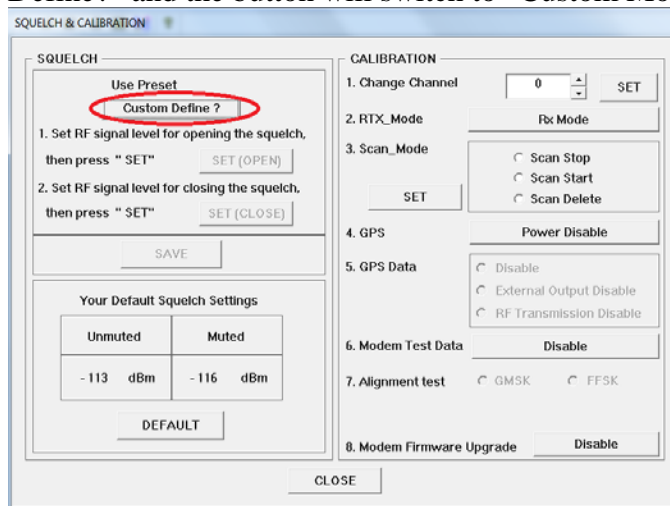 SQUELCH & CALIBRATION
SQUELCH
Use Preset
Custom Define ?
1. Set RF signal level for opening the squelch,
then press " SET"
SET (OPEN)
2. Set RF signal level for closing the squelch,
then press " SET"
SET (CLOSE)
SAVE
Your Default Squelch Settings
Unmuted Muted
- 113 dBm - 116 dBm
DEFAULT
CALIBRATION
1. Change Channel 0 SET
2. RTX_Mode Rx Mode
3. Scan_Mode
SET
Scan Stop
Scan Start
Scan Delete
4. GPS Power Disable
5. GPS Data
Disable
External Output Disable
RF Transmission Disable
6. Modem Test Data Disable
7. Alignment test GMSK FFSK
8. Modem Firmware Upgrade Disable
CLOSE